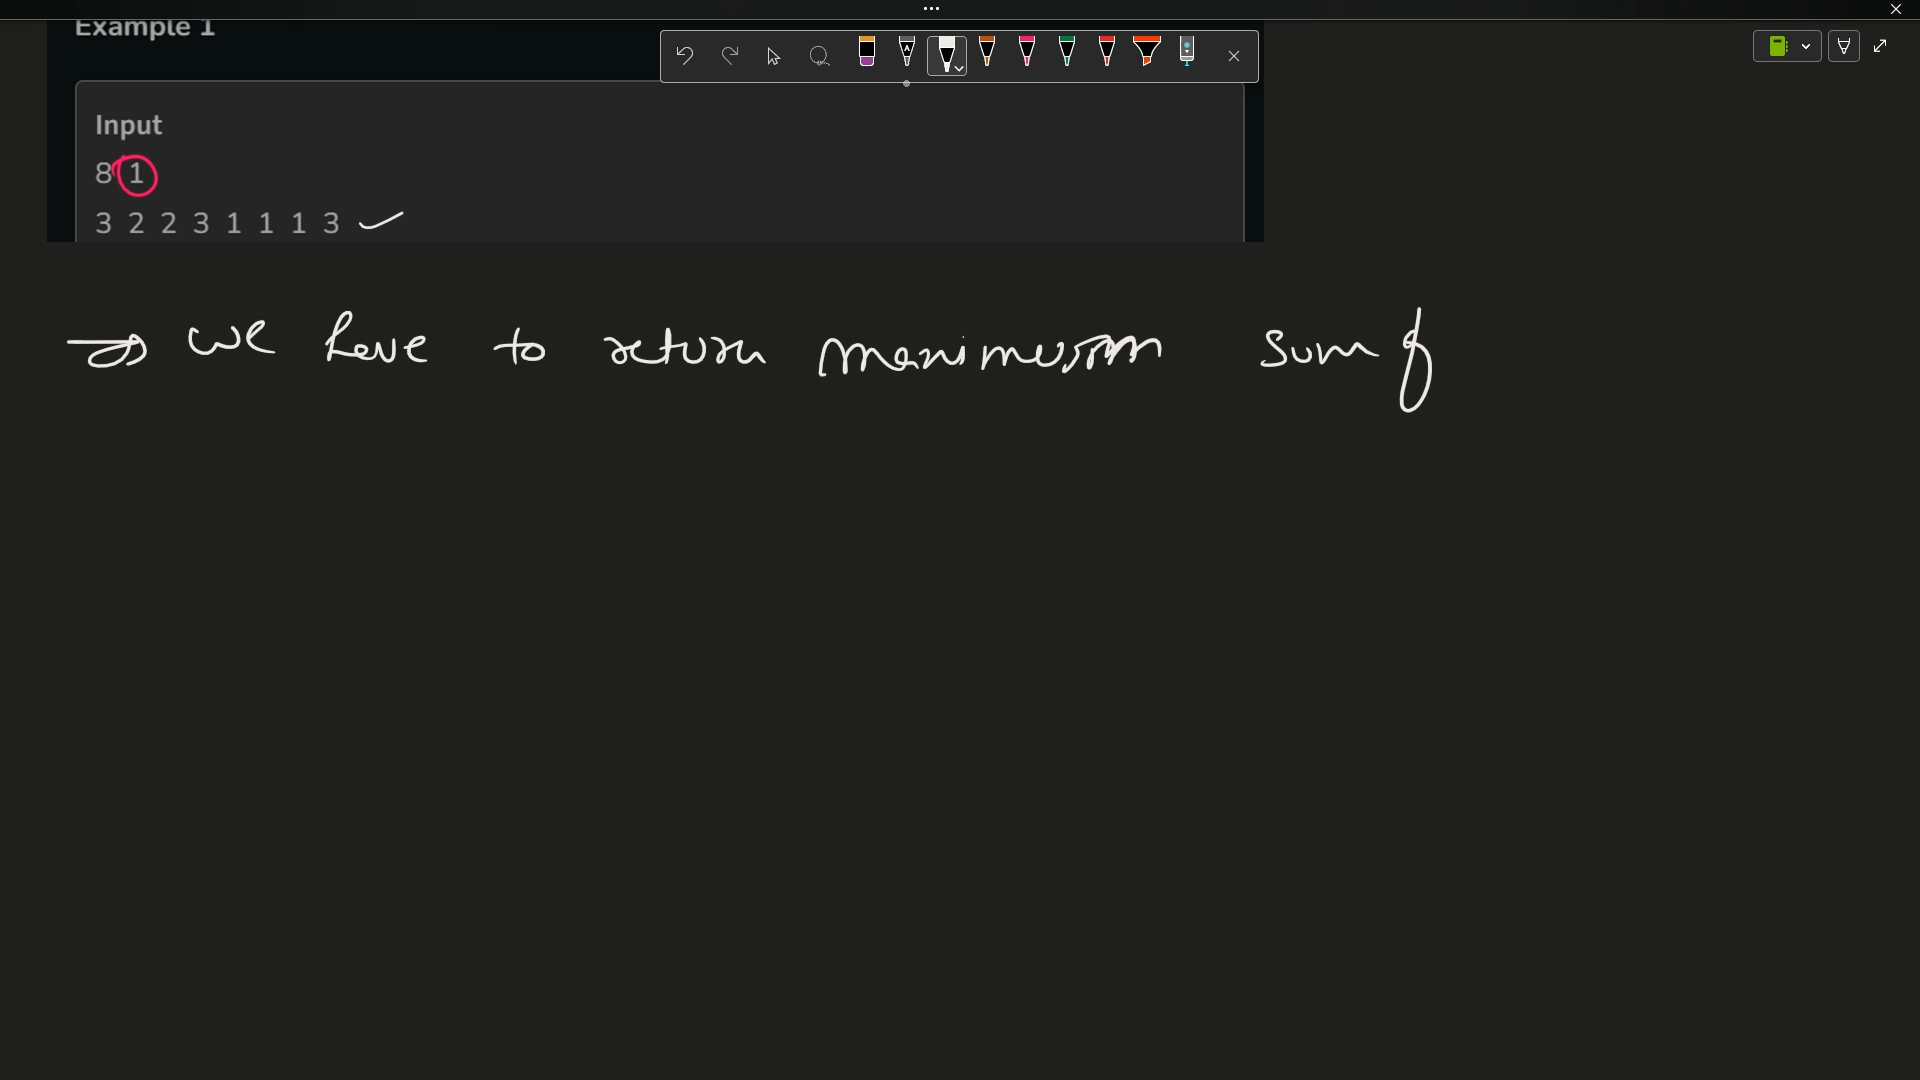 Example 1
Input
8 1
3 2 2 3 1 1 1 3
→ we have to return maximum sum of